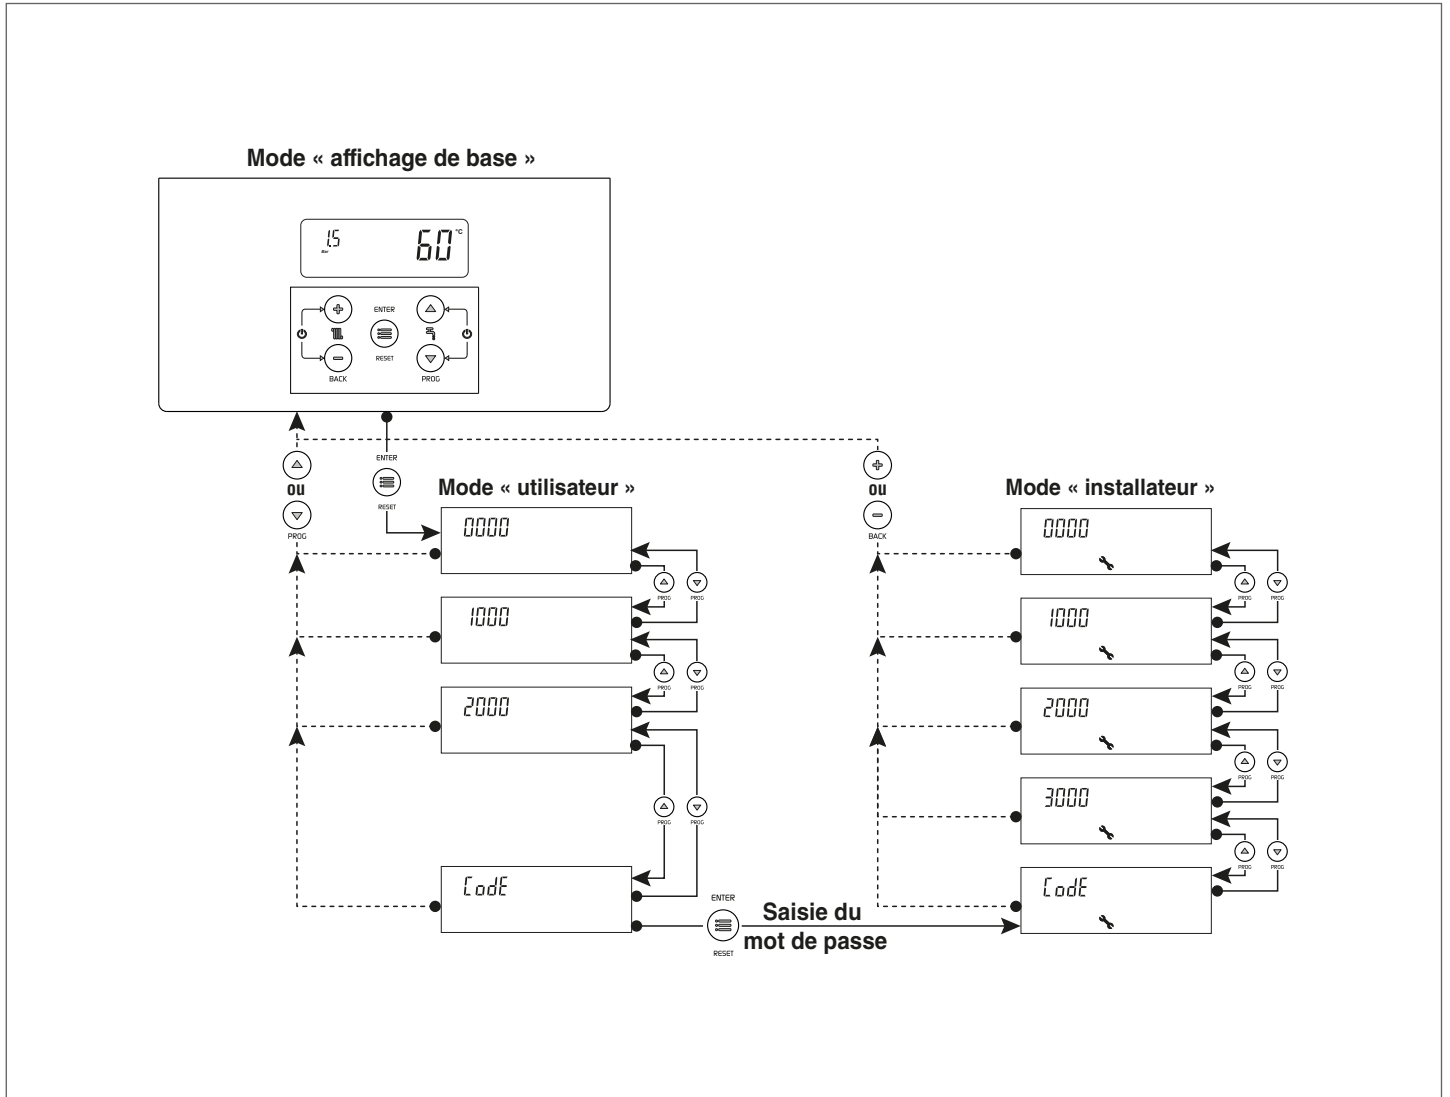 Mode « affichage de base »
1.5
Bar
60 °C
ENTER
RESET
BACK
PROG
ENTER
RESET
ou
PROG
ou
BACK
Mode « utilisateur »
0000
PROG PROG
1000
PROG PROG
2000
PROG PROG
CodE
ENTER
RESET
Saisie du
mot de passe
Mode « installateur »
0000
PROG PROG
1000
PROG PROG
2000
PROG PROG
3000
PROG PROG
CodE